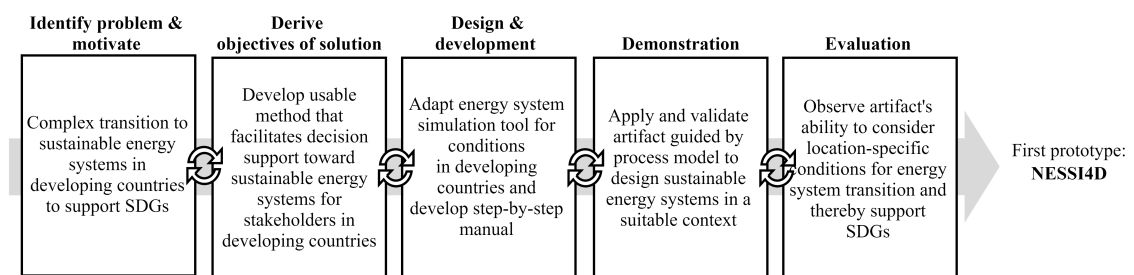 Identify problem &
motivate
Complex transition to
sustainable energy
systems in
developing countries
to support SDGs
Derive
objectives of solution
Develop usable
method that
facilitates decision
support toward
sustainable energy
systems for
stakeholders in
developing countries
Design &
development
Adapt energy system
simulation tool for
conditions
in developing
countries and
develop step-by-step
manual
Demonstration
Apply and validate
artifact guided by
process model to
design sustainable
energy systems in a
suitable context
Evaluation
Observe artifact's
ability to consider
location-specific
conditions for energy
system transition and
thereby support
SDGs
First prototype:
NESSI4D